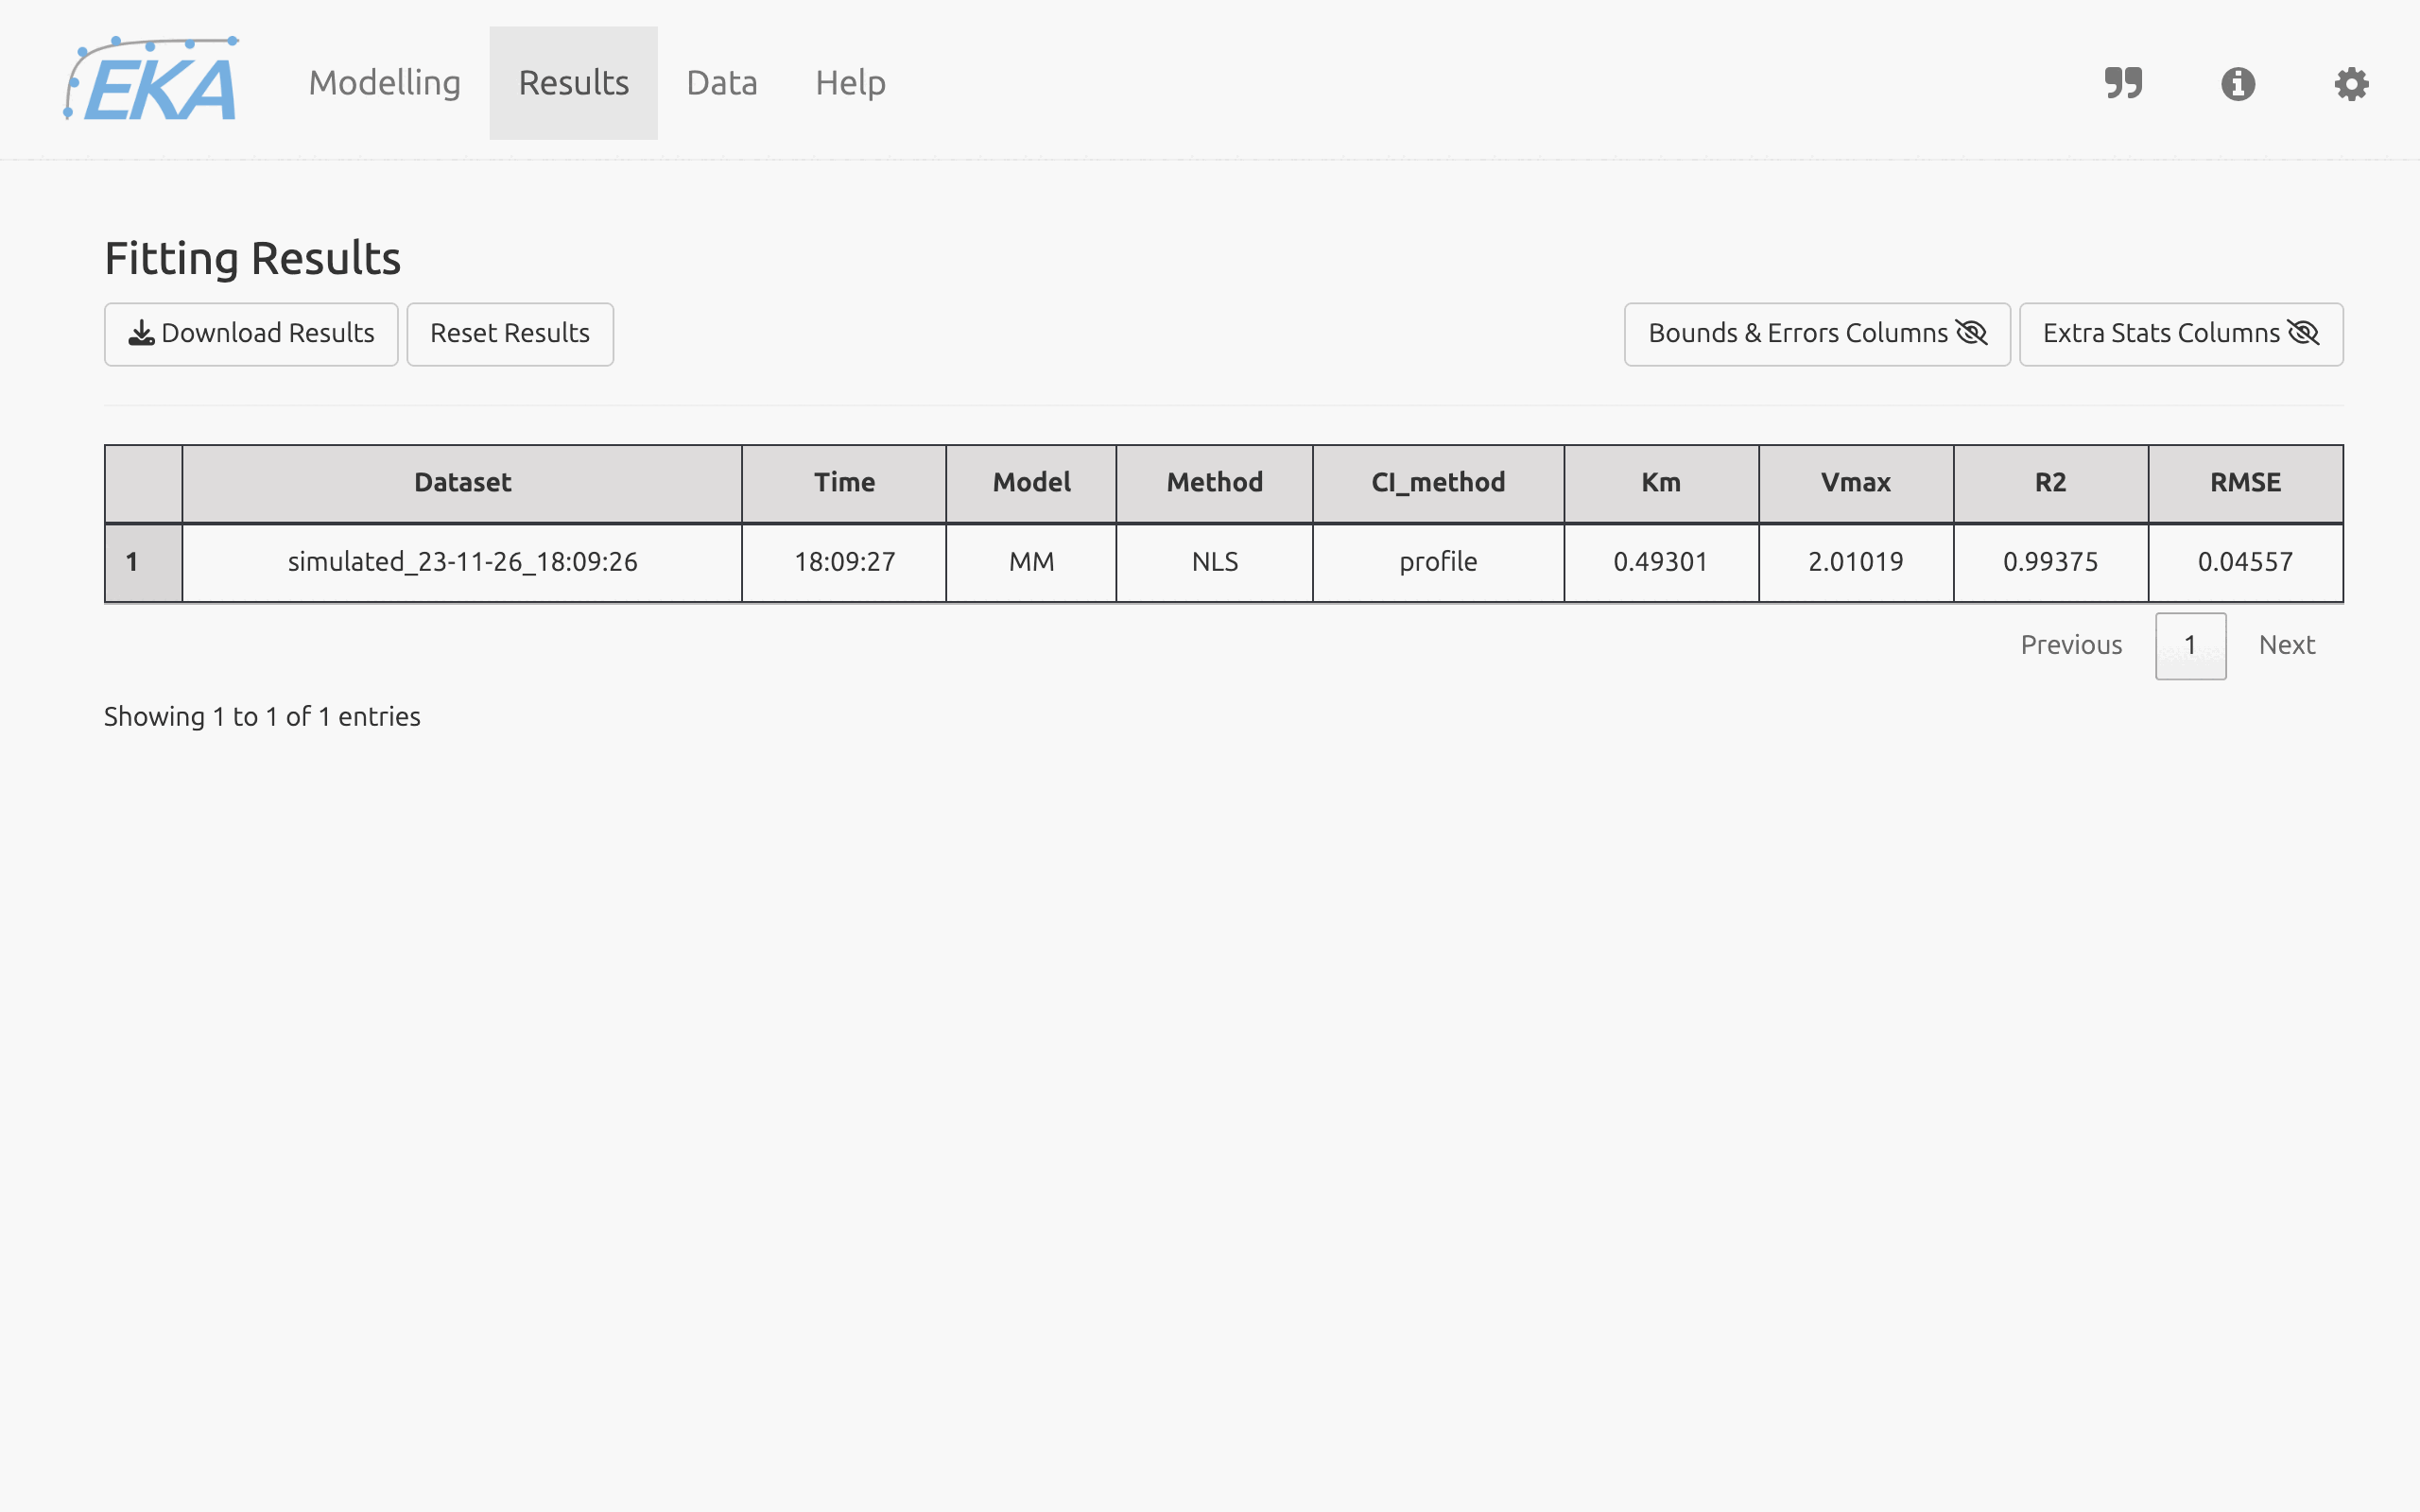 EKA Modelling Results Data Help
Fitting Results
Download Results Reset Results Bounds & Errors Columns Extra Stats Columns
Dataset Time Model Method CI_method Km Vmax R2 RMSE
1 simulated_23-11-26_18:09:26 18:09:27 MM NLS profile 0.49301 2.01019 0.99375 0.04557
Previous 1 Next
Showing 1 to 1 of 1 entries